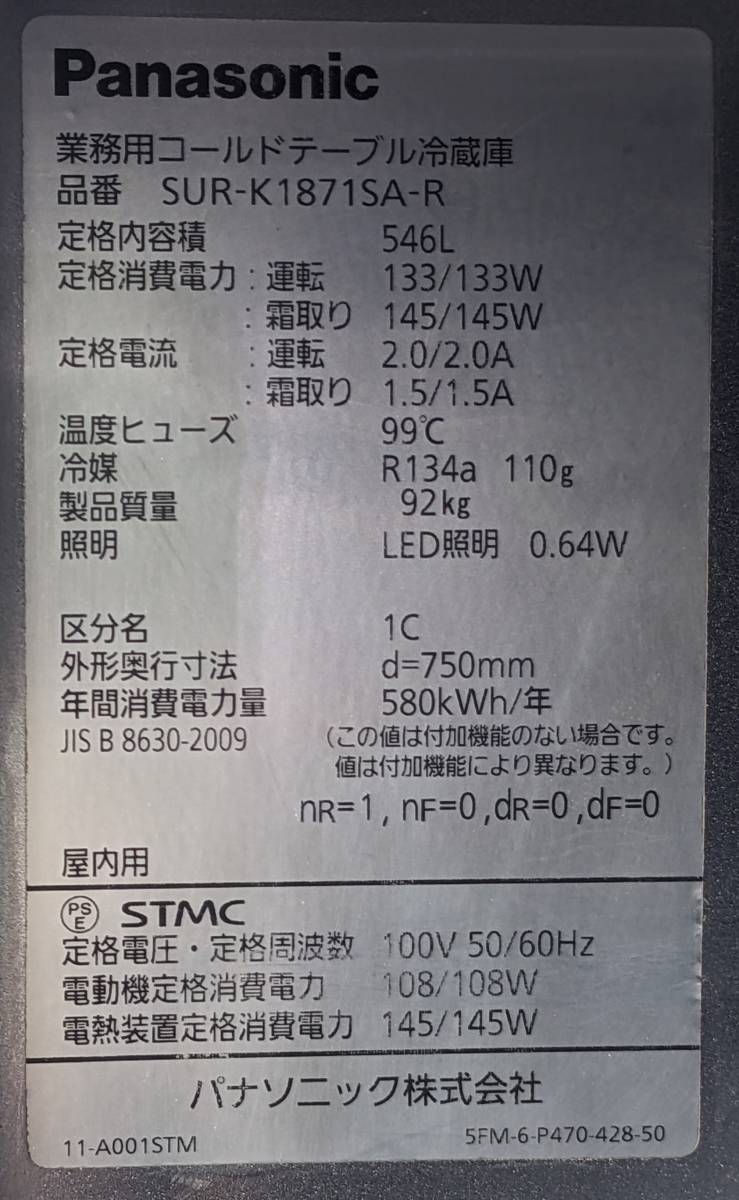 Panasonic
業務用コールドテーブル冷蔵庫
品番 SUR-K1871SA-R
定格内容積 546L
定格消費電力:運転 133/133W
:霜取り 145/145W
定格電流 :運転 2.0/2.0A
:霜取り 1.5/1.5A
温度ヒューズ 99℃
冷媒 R134a 110g
製品質量 92kg
照明 LED照明 0.64W
区分名 1C
外形奥行寸法 d=750mm
年間消費電力量 580kWh/年
JIS B 8630-2009 (この値は付加機能のない場合です。
値は付加機能により異なります。)
nR=1, nF=0,dR=0,dF=0
屋内用
PSE STMC
定格電圧・定格周波数 100V 50/60Hz
電動機定格消費電力 108/108W
電熱装置定格消費電力 145/145W
パナソニック株式会社
11-A001STM 5FM-6-P470-428-50